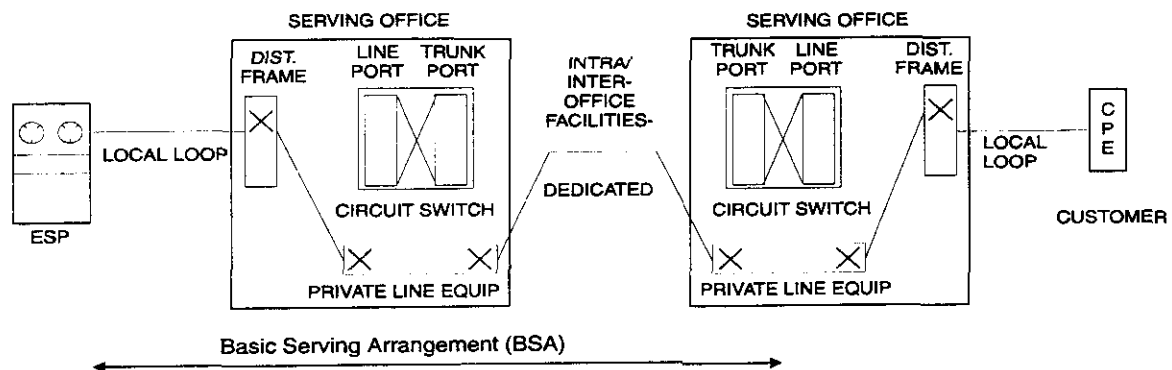 SERVING OFFICE
DIST.
FRAME
LINE
PORT
TRUNK
PORT
LOCAL LOOP
CIRCUIT SWITCH
ESP
PRIVATE LINE EQUIP
INTRA/
INTER-
OFFICE
FACILITIES-
DEDICATED
SERVING OFFICE
TRUNK
PORT
LINE
PORT
DIST.
FRAME
CIRCUIT SWITCH
PRIVATE LINE EQUIP
LOCAL
LOOP
C
P
E
CUSTOMER
Basic Serving Arrangement (BSA)